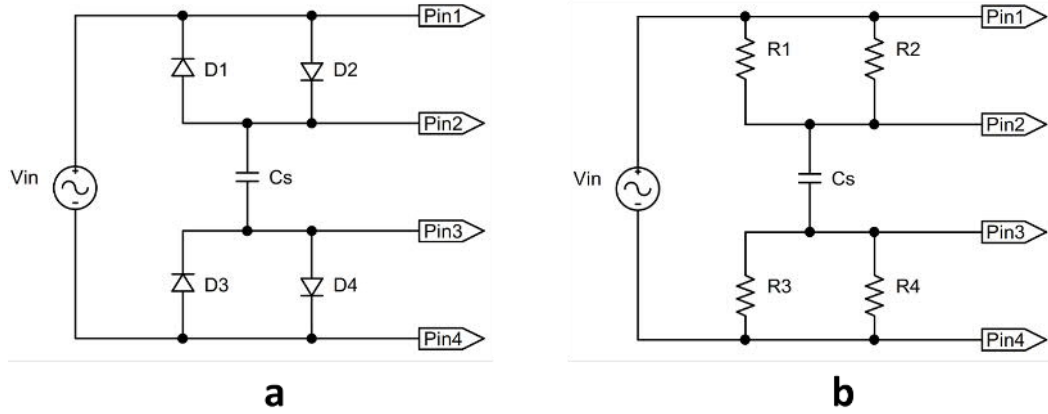 Pin1
D1
D2
Pin2
Vin
+
-
Cs
Pin3
D3
D4
Pin4
a
Pin1
R1
R2
Pin2
Vin
+
-
Cs
Pin3
R3
R4
Pin4
b